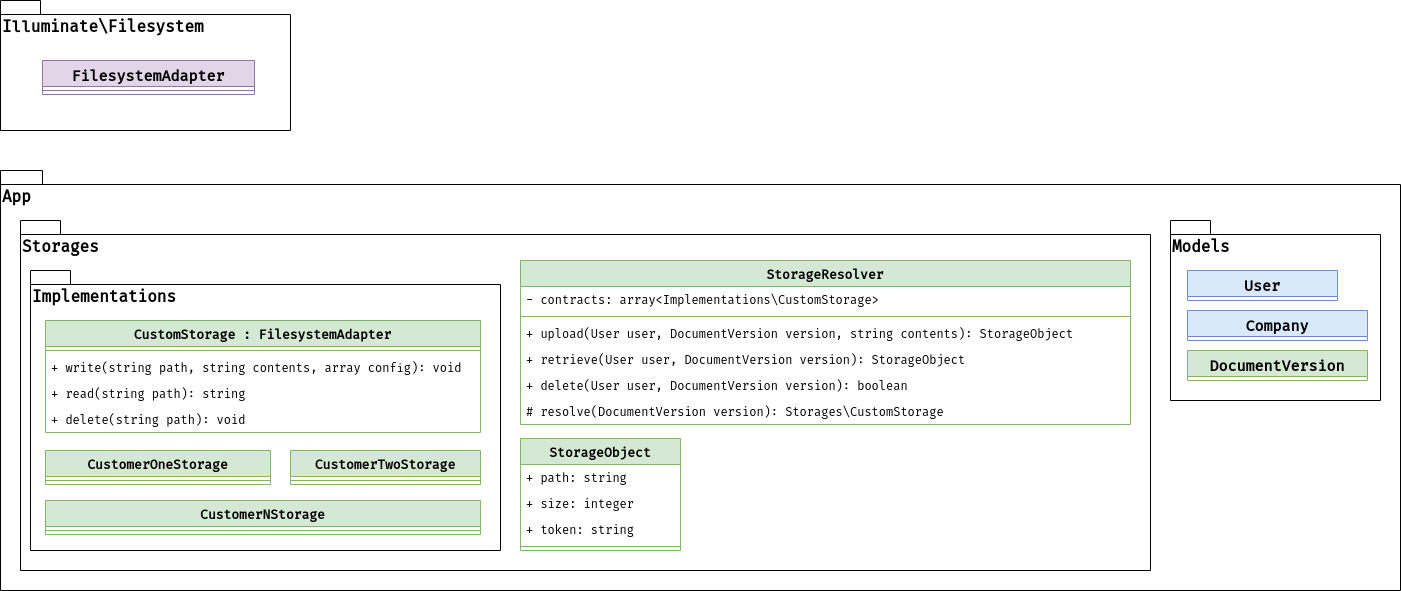 Illuminate\Filesystem
FilesystemAdapter
App
Storages
Implementations
CustomStorage : FilesystemAdapter
+ write(string path, string contents, array config): void
+ read(string path): string
+ delete(string path): void
CustomerOneStorage
CustomerTwoStorage
CustomerNStorage
StorageResolver
- contracts: array<Implementations\CustomStorage>
+ upload(User user, DocumentVersion version, string contents): StorageObject
+ retrieve(User user, DocumentVersion version): StorageObject
+ delete(User user, DocumentVersion version): boolean
# resolve(DocumentVersion version): Storages\CustomStorage
StorageObject
+ path: string
+ size: integer
+ token: string
Models
User
Company
DocumentVersion